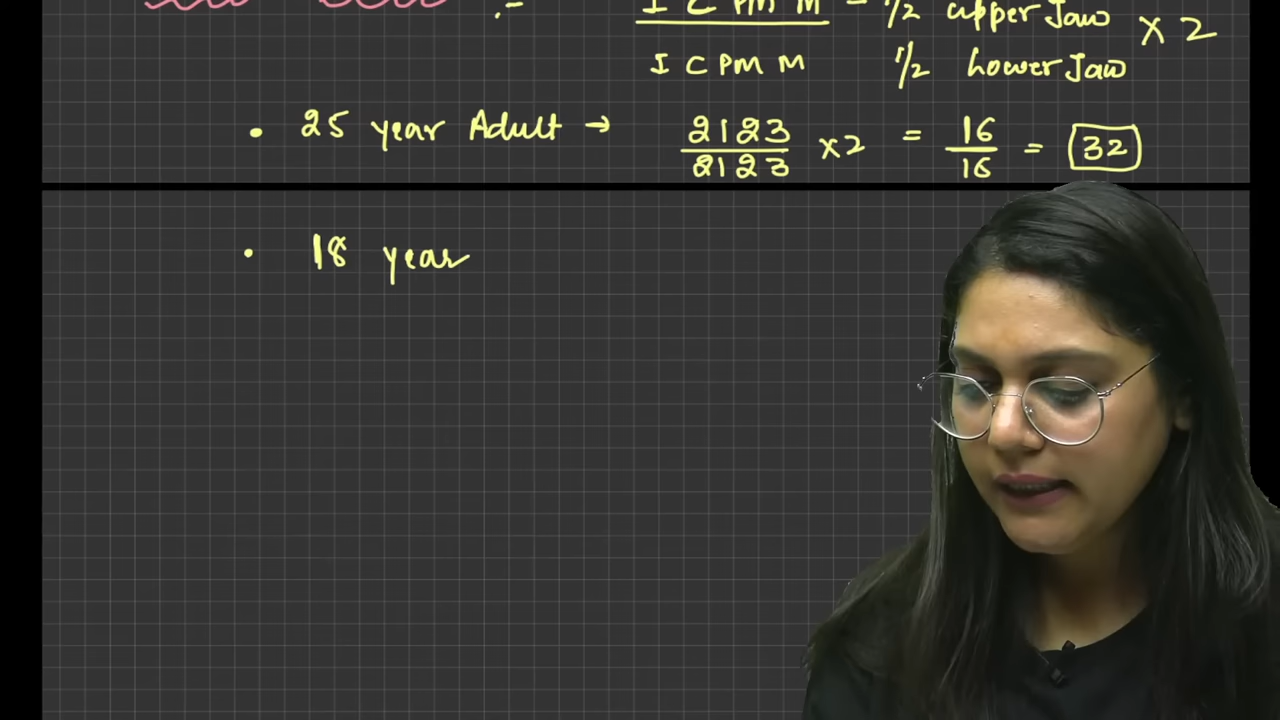 :- I C PM M - 1/2 upper Jaw × 2
I C PM M 1/2 Lower Jaw
• 25 year Adult → 2123/2123 ×2 = 16/16 = 32
• 18 year